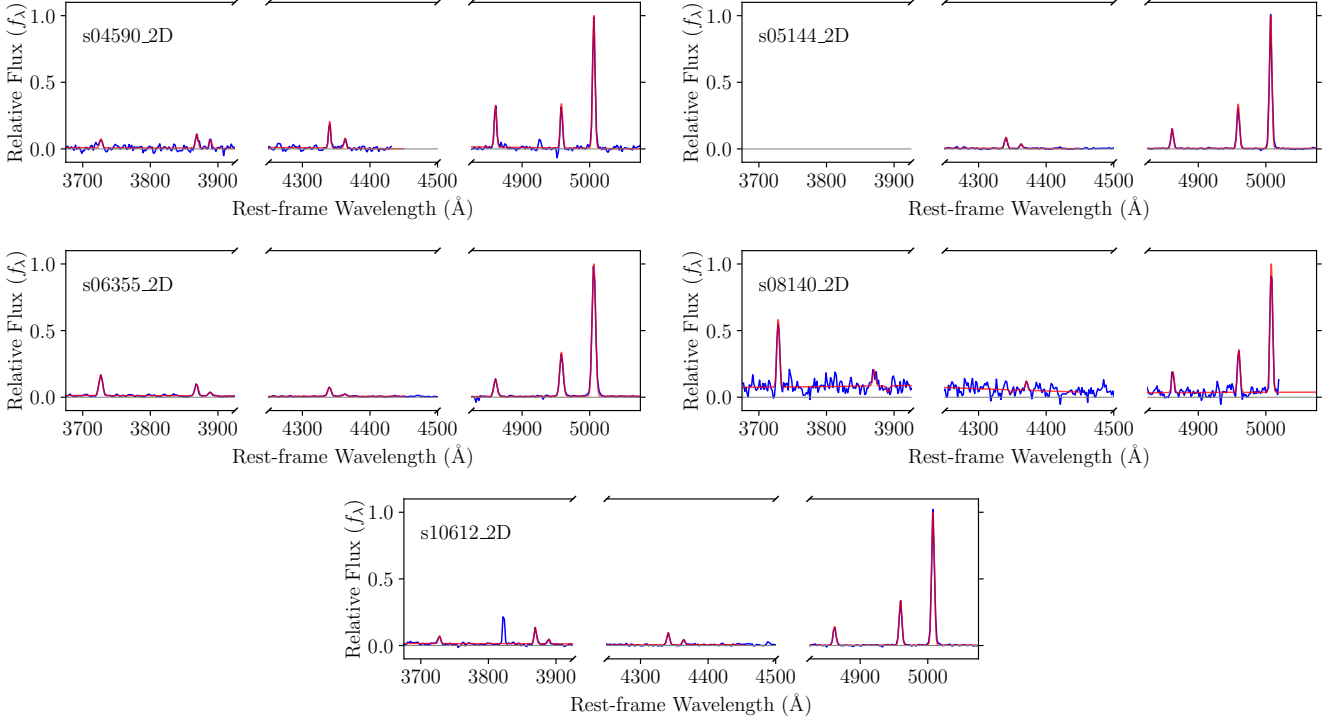 s04590_2D
Relative Flux (fλ)
1.0
0.5
0.0
3700 3800 3900 4300 4400 4500 4900 5000
Rest-frame Wavelength (Å)
s05144_2D
Relative Flux (fλ)
1.0
0.5
0.0
3700 3800 3900 4300 4400 4500 4900 5000
Rest-frame Wavelength (Å)
s06355_2D
Relative Flux (fλ)
1.0
0.5
0.0
3700 3800 3900 4300 4400 4500 4900 5000
Rest-frame Wavelength (Å)
s08140_2D
Relative Flux (fλ)
1.0
0.5
0.0
3700 3800 3900 4300 4400 4500 4900 5000
Rest-frame Wavelength (Å)
s10612_2D
Relative Flux (fλ)
1.0
0.5
0.0
3700 3800 3900 4300 4400 4500 4900 5000
Rest-frame Wavelength (Å)